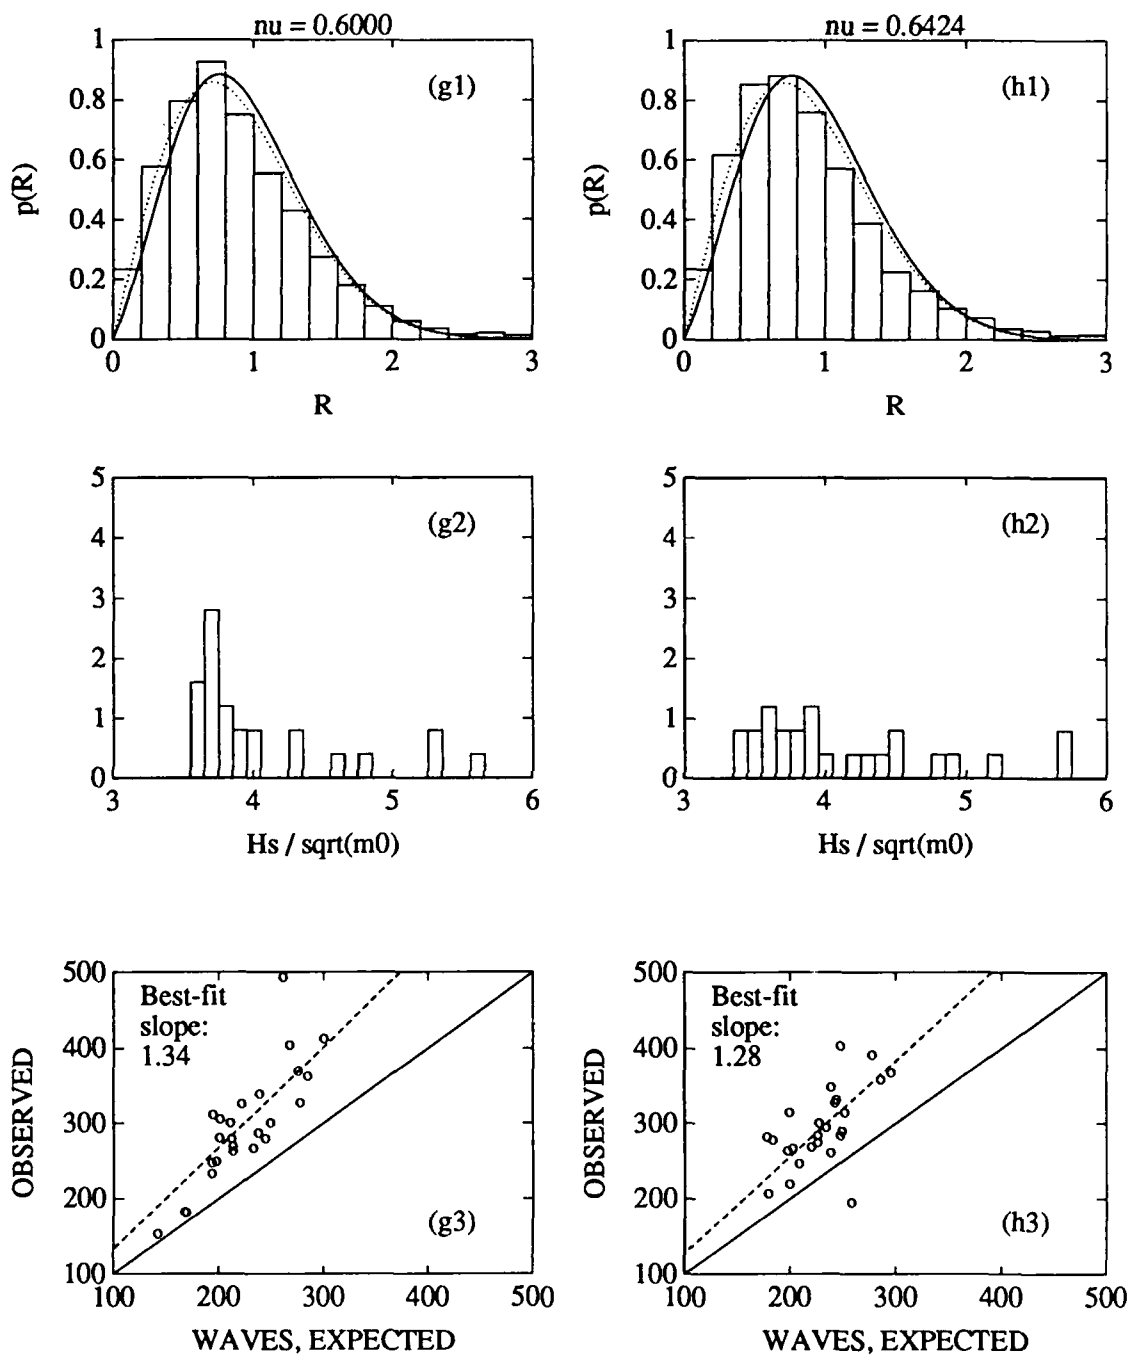 nu = 0.6000
1
0.8
0.6
0.4
0.2
0
p(R)
(g1)
0 1 2 3
R
nu = 0.6424
1
0.8
0.6
0.4
0.2
0
p(R)
(h1)
0 1 2 3
R
5
4
3
2
1
0
(g2)
3 4 5 6
Hs / sqrt(m0)
5
4
3
2
1
0
(h2)
3 4 5 6
Hs / sqrt(m0)
500
400
300
200
100
OBSERVED
Best-fit
slope:
1.34
(g3)
100 200 300 400 500
WAVES, EXPECTED
500
400
300
200
100
OBSERVED
Best-fit
slope:
1.28
(h3)
100 200 300 400 500
WAVES, EXPECTED